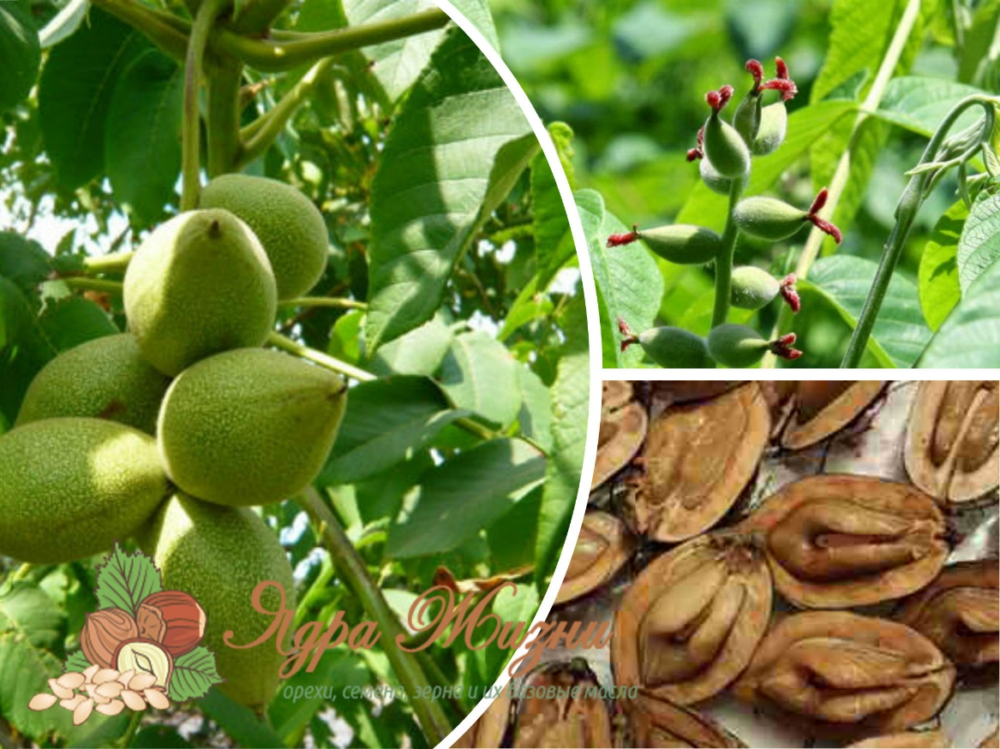 Ядра Жизни
орехи, семена, зерна и их базовые масла